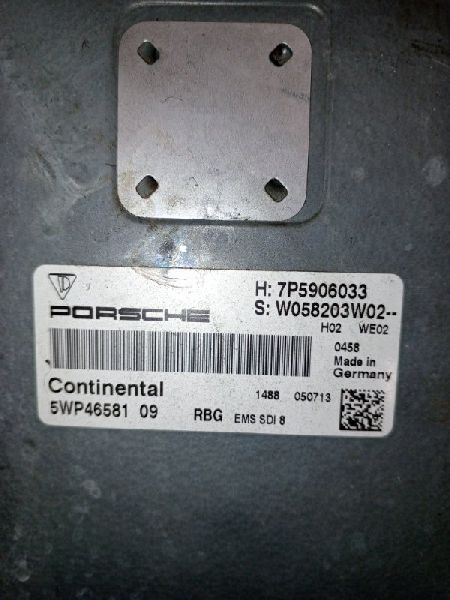 H: 7P5906033
PORSCHE S: W058203W02--
H02 WE02
0458
Made in
Germany
Continental
1488 050713
5WP46581 09 RBG EMS SDI 8